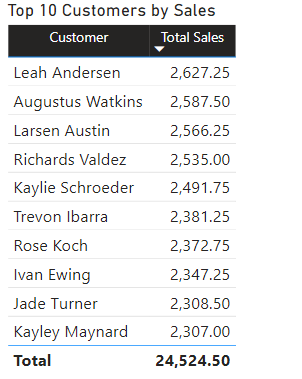 Top 10 Customers by Sales
Customer Total Sales
Leah Andersen 2,627.25
Augustus Watkins 2,587.50
Larsen Austin 2,566.25
Richards Valdez 2,535.00
Kaylie Schroeder 2,491.75
Trevon Ibarra 2,381.25
Rose Koch 2,372.75
Ivan Ewing 2,347.25
Jade Turner 2,308.50
Kayley Maynard 2,307.00
Total 24,524.50